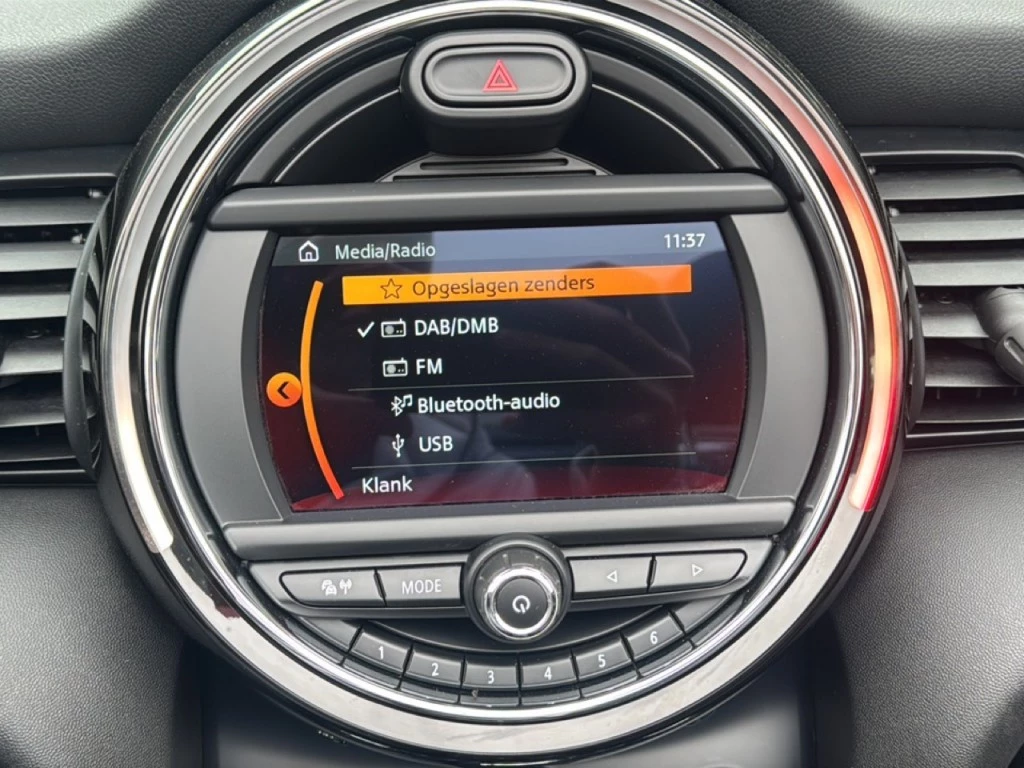 Media/Radio 11:37
Opgeslagen zenders
DAB/DMB
FM
Bluetooth-audio
USB
Klank
MODE
1 2 3 4 5 6